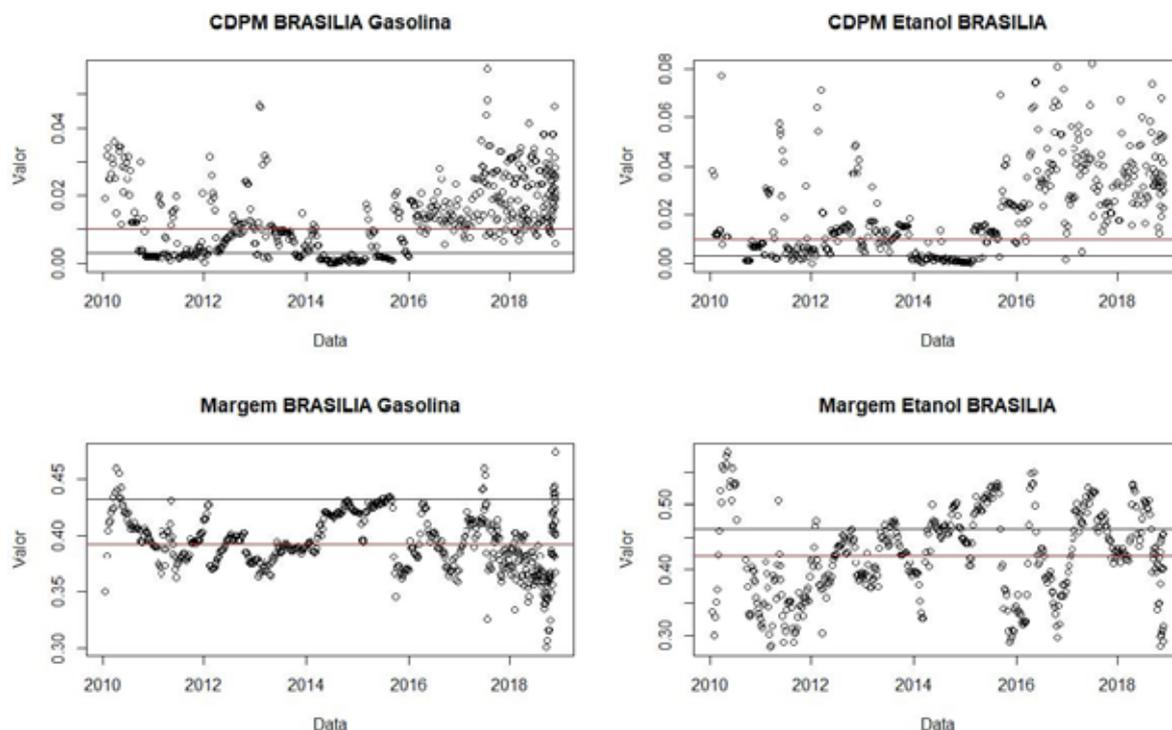 CDPM BRASILIA Gasolina
Valor
0.04
0.02
0.00
2010 2012 2014 2016 2018
Data
CDPM Etanol BRASILIA
Valor
0.08
0.06
0.04
0.02
0.00
2010 2012 2014 2016 2018
Data
Margem BRASILIA Gasolina
Valor
0.45
0.40
0.35
0.30
2010 2012 2014 2016 2018
Data
Margem Etanol BRASILIA
Valor
0.50
0.40
0.30
2010 2012 2014 2016 2018
Data